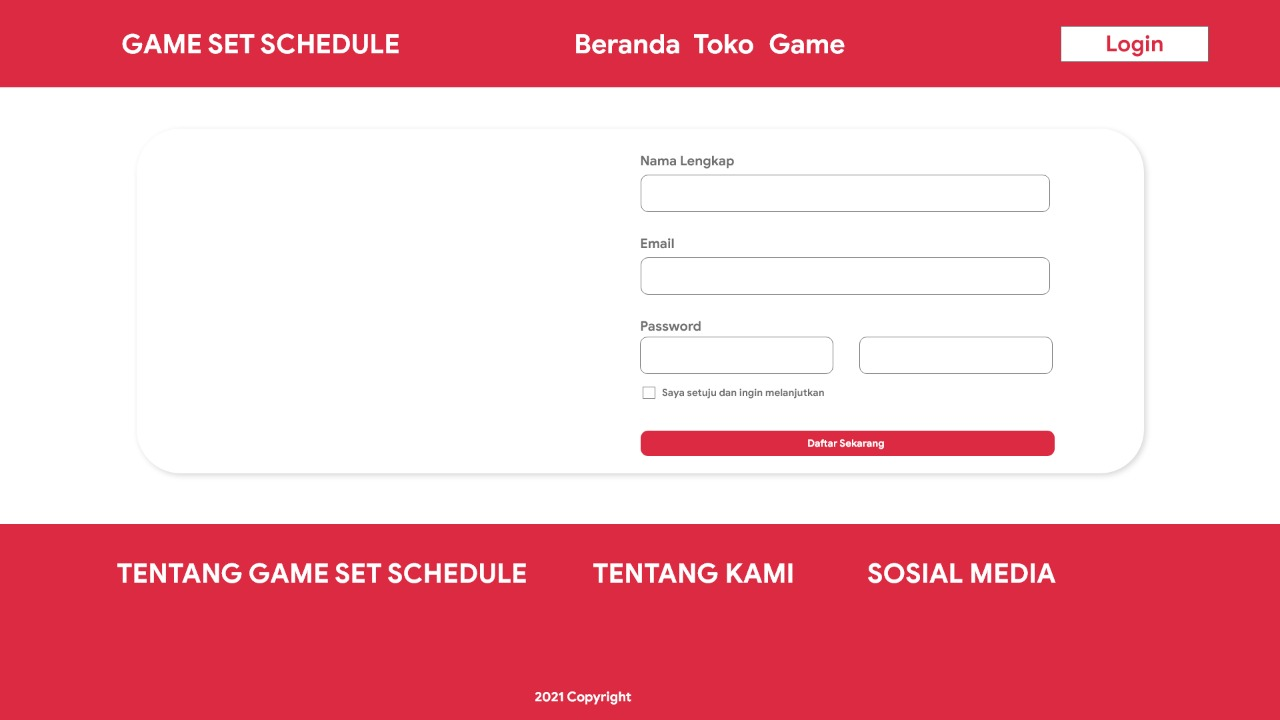 GAME SET SCHEDULE
Beranda Toko Game
Login
Nama Lengkap
Email
Password
Saya setuju dan ingin melanjutkan
Daftar Sekarang
TENTANG GAME SET SCHEDULE
TENTANG KAMI
SOSIAL MEDIA
2021 Copyright